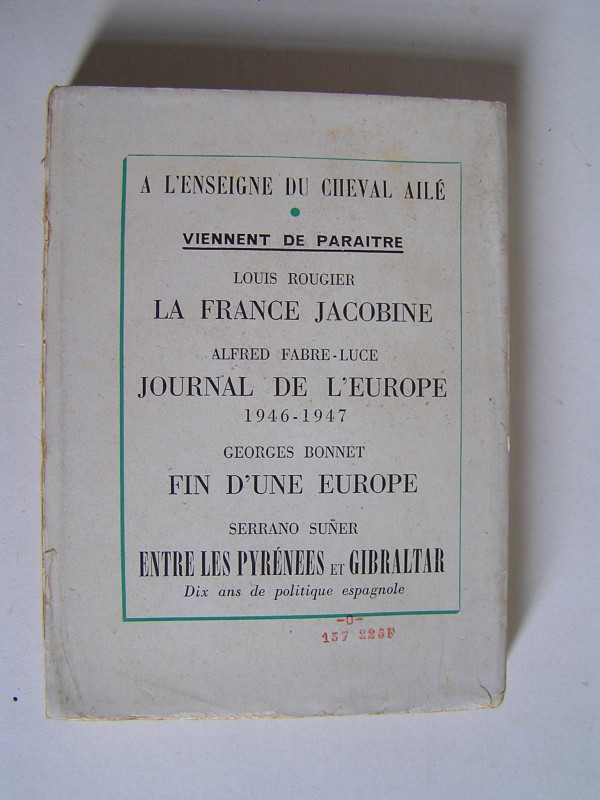 A L'ENSEIGNE DU CHEVAL AILÉ
VIENNENT DE PARAITRE
LOUIS ROUGIER
LA FRANCE JACOBINE
ALFRED FABRE-LUCE
JOURNAL DE L'EUROPE
1946-1947
GEORGES BONNET
FIN D'UNE EUROPE
SERRANO SUÑER
ENTRE LES PYRÉNÉES ET GIBRALTAR
Dix ans de politique espagnole
-0-
137 225F